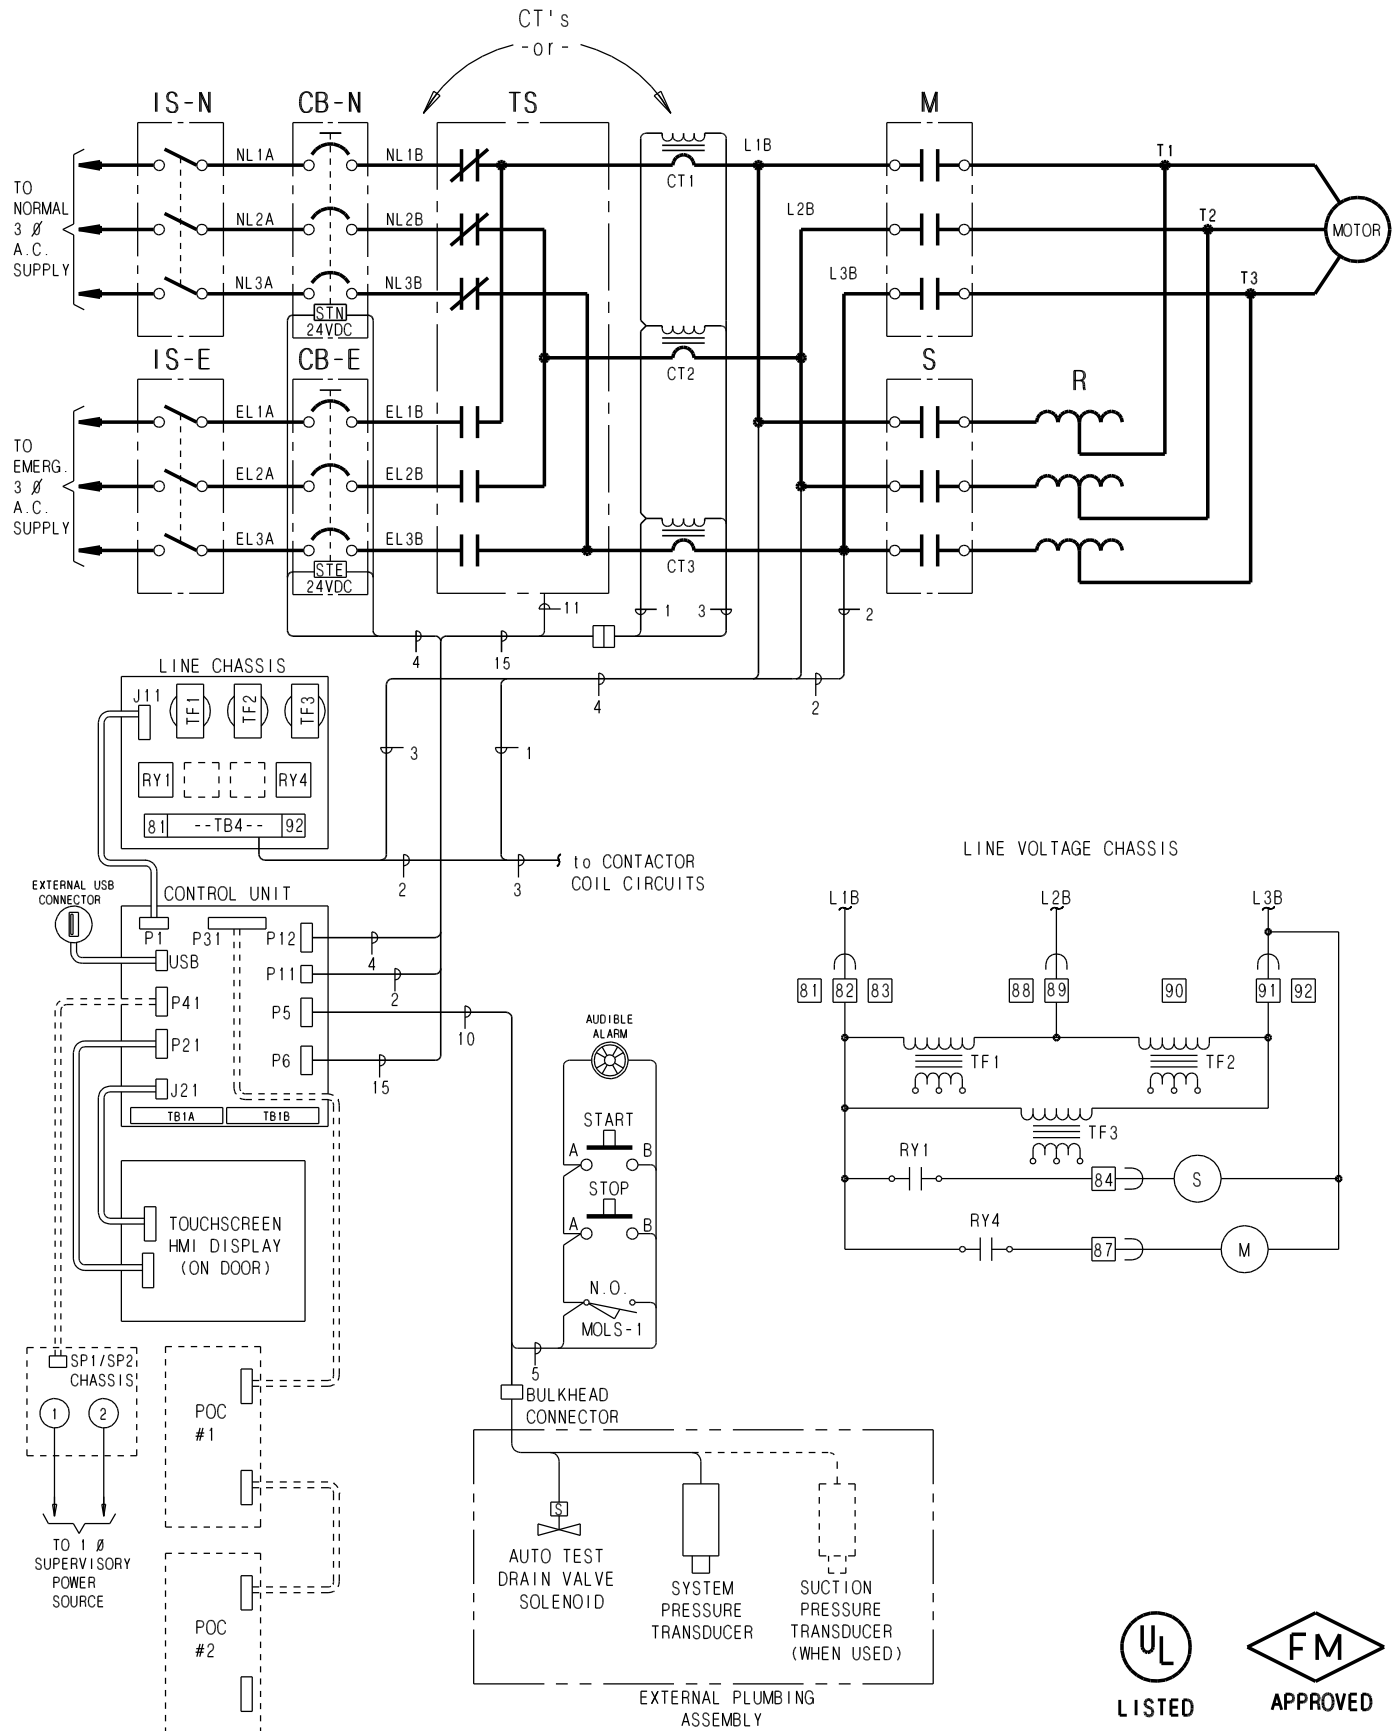 CT's
-or-
IS-N
CB-N
TS
M
TO
NORMAL
3 Ø
A.C.
SUPPLY
NL1A
NL1B
CT1
L1B
T1
NL2A
NL2B
L2B
T2
MOTOR
NL3A
NL3B
L3B
T3
STN
24VDC
IS-E
CB-E
CT2
S
R
TO
EMERG.
3 Ø
A.C.
SUPPLY
EL1A
EL1B
EL2A
EL2B
EL3A
EL3B
CT3
STE
24VDC
11
1
3
2
4
15
4
2
LINE CHASSIS
J11
TF1
TF2
TF3
3
1
RY1
RY4
81
--TB4--
92
2
3
to CONTACTOR
COIL CIRCUITS
EXTERNAL USB
CONNECTOR
CONTROL UNIT
P1
P31
P12
4
USB
P11
2
P41
P5
10
P21
P6
15
J21
TB1A
TB1B
TOUCHSCREEN
HMI DISPLAY
(ON DOOR)
AUDIBLE
ALARM
START
A
B
STOP
A
B
N.O.
MOLS-1
5
BULKHEAD
CONNECTOR
LINE VOLTAGE CHASSIS
L1B
L2B
L3B
81
82
83
88
89
90
91
92
TF1
TF2
TF3
RY1
84
S
RY4
87
M
SP1/SP2
CHASSIS
1
2
TO 1 Ø
SUPERVISORY
POWER
SOURCE
POC
#1
POC
#2
S
AUTO TEST
DRAIN VALVE
SOLENOID
SYSTEM
PRESSURE
TRANSDUCER
SUCTION
PRESSURE
TRANSDUCER
(WHEN USED)
EXTERNAL PLUMBING
ASSEMBLY
UL
LISTED
FM
APPROVED